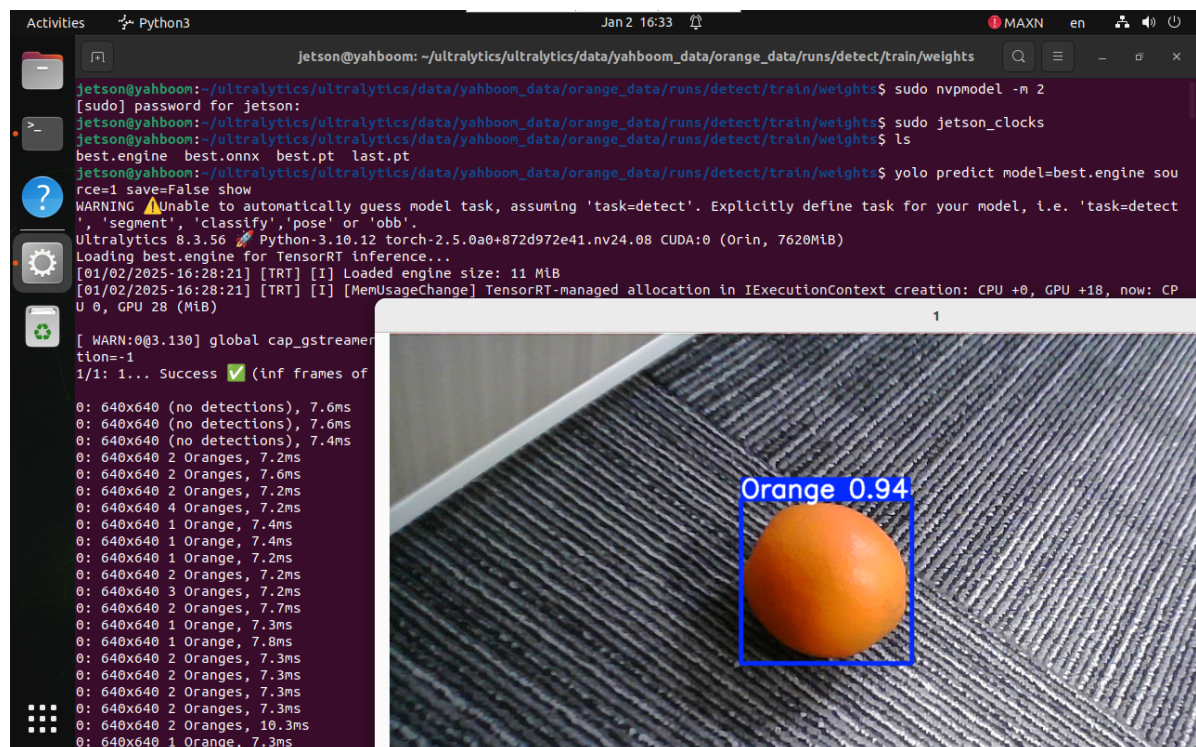 Activities
Python3
Jan 2 16:33
MAXN
en
jetson@yahboom: ~/ultralytics/ultralytics/data/yahboom_data/orange_data/runs/detect/train/weights
jetson@yahboom:~/ultralytics/ultralytics/data/yahboom_data/orange_data/runs/detect/train/weights$ sudo nvpmodel -m 2
[sudo] password for jetson:
jetson@yahboom:~/ultralytics/ultralytics/data/yahboom_data/orange_data/runs/detect/train/weights$ sudo jetson_clocks
jetson@yahboom:~/ultralytics/ultralytics/data/yahboom_data/orange_data/runs/detect/train/weights$ ls
best.engine best.onnx best.pt last.pt
jetson@yahboom:~/ultralytics/ultralytics/data/yahboom_data/orange_data/runs/detect/train/weights$ yolo predict model=best.engine sou
rce=1 save=False show
WARNING ⚠️Unable to automatically guess model task, assuming 'task=detect'. Explicitly define task for your model, i.e. 'task=detect
', 'segment', 'classify','pose' or 'obb'.
Ultralytics 8.3.56 🚀 Python-3.10.12 torch-2.5.0a0+872d972e41.nv24.08 CUDA:0 (Orin, 7620MiB)
Loading best.engine for TensorRT inference...
[01/02/2025-16:28:21] [TRT] [I] Loaded engine size: 11 MiB
[01/02/2025-16:28:21] [TRT] [I] [MemUsageChange] TensorRT-managed allocation in IExecutionContext creation: CPU +0, GPU +18, now: CP
U 0, GPU 28 (MiB)
[ WARN:0@3.130] global cap_gstreamer
tion=-1
1/1: 1... Success ✅ (inf frames of
0: 640x640 (no detections), 7.6ms
0: 640x640 (no detections), 7.6ms
0: 640x640 (no detections), 7.4ms
0: 640x640 2 Oranges, 7.2ms
0: 640x640 2 Oranges, 7.6ms
0: 640x640 2 Oranges, 7.2ms
0: 640x640 4 Oranges, 7.2ms
0: 640x640 1 Orange, 7.4ms
0: 640x640 1 Orange, 7.4ms
0: 640x640 1 Orange, 7.2ms
0: 640x640 2 Oranges, 7.2ms
0: 640x640 3 Oranges, 7.2ms
0: 640x640 2 Oranges, 7.7ms
0: 640x640 1 Orange, 7.3ms
0: 640x640 1 Orange, 7.8ms
0: 640x640 2 Oranges, 7.3ms
0: 640x640 2 Oranges, 7.3ms
0: 640x640 2 Oranges, 7.3ms
0: 640x640 2 Oranges, 7.3ms
0: 640x640 2 Oranges, 10.3ms
0: 640x640 1 Orange, 7.3ms
1
Orange 0.94